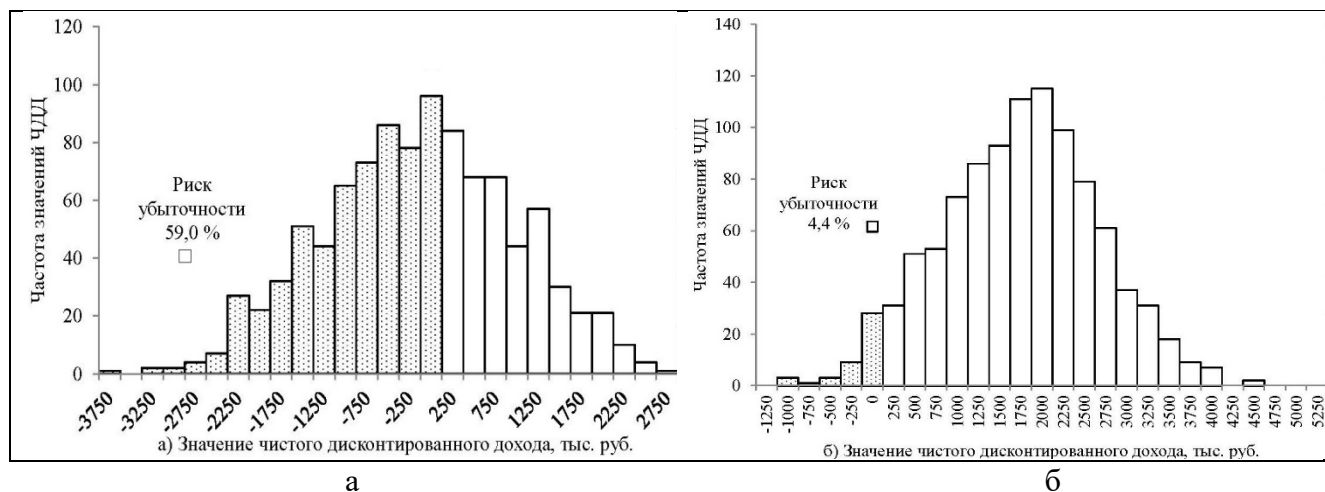 Частота значений ЧДД
120
100
80
60
40
20
0
Риск
убыточности
59,0 %
-3750 -3250 -2750 -2250 -1750 -1250 -750 -250 250 750 1250 1750 2250 2750
а) Значение чистого дисконтированного дохода, тыс. руб.
а
Частота значений ЧДД
140
120
100
80
60
40
20
0
Риск
убыточности
4,4 %
-1250 -1000 -750 -500 -250 0 250 500 750 1000 1250 1500 1750 2000 2250 2500 2750 3000 3250 3500 3750 4000 4250 4500 4750 5000 5250
б) Значение чистого дисконтированного дохода, тыс. руб.
б